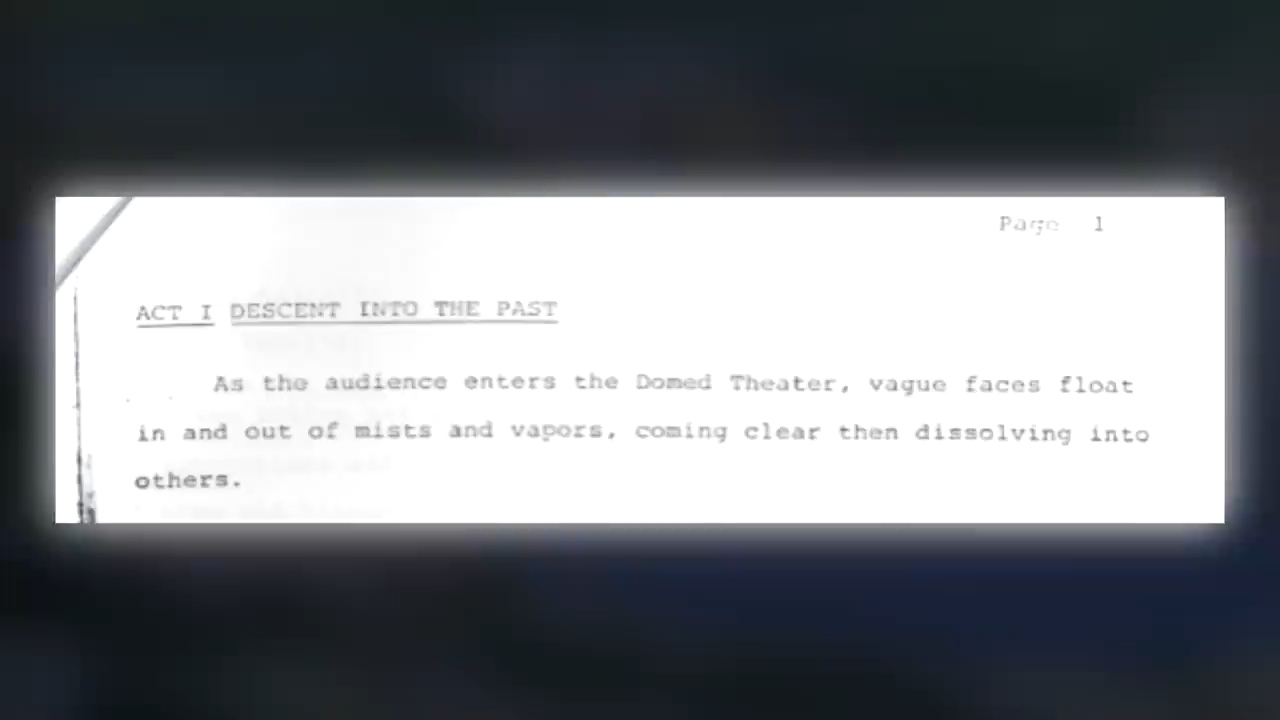 Page 1
ACT I DESCENT INTO THE PAST
As the audience enters the Domed Theater, vague faces float
in and out of mists and vapors, coming clear then dissolving into
others.